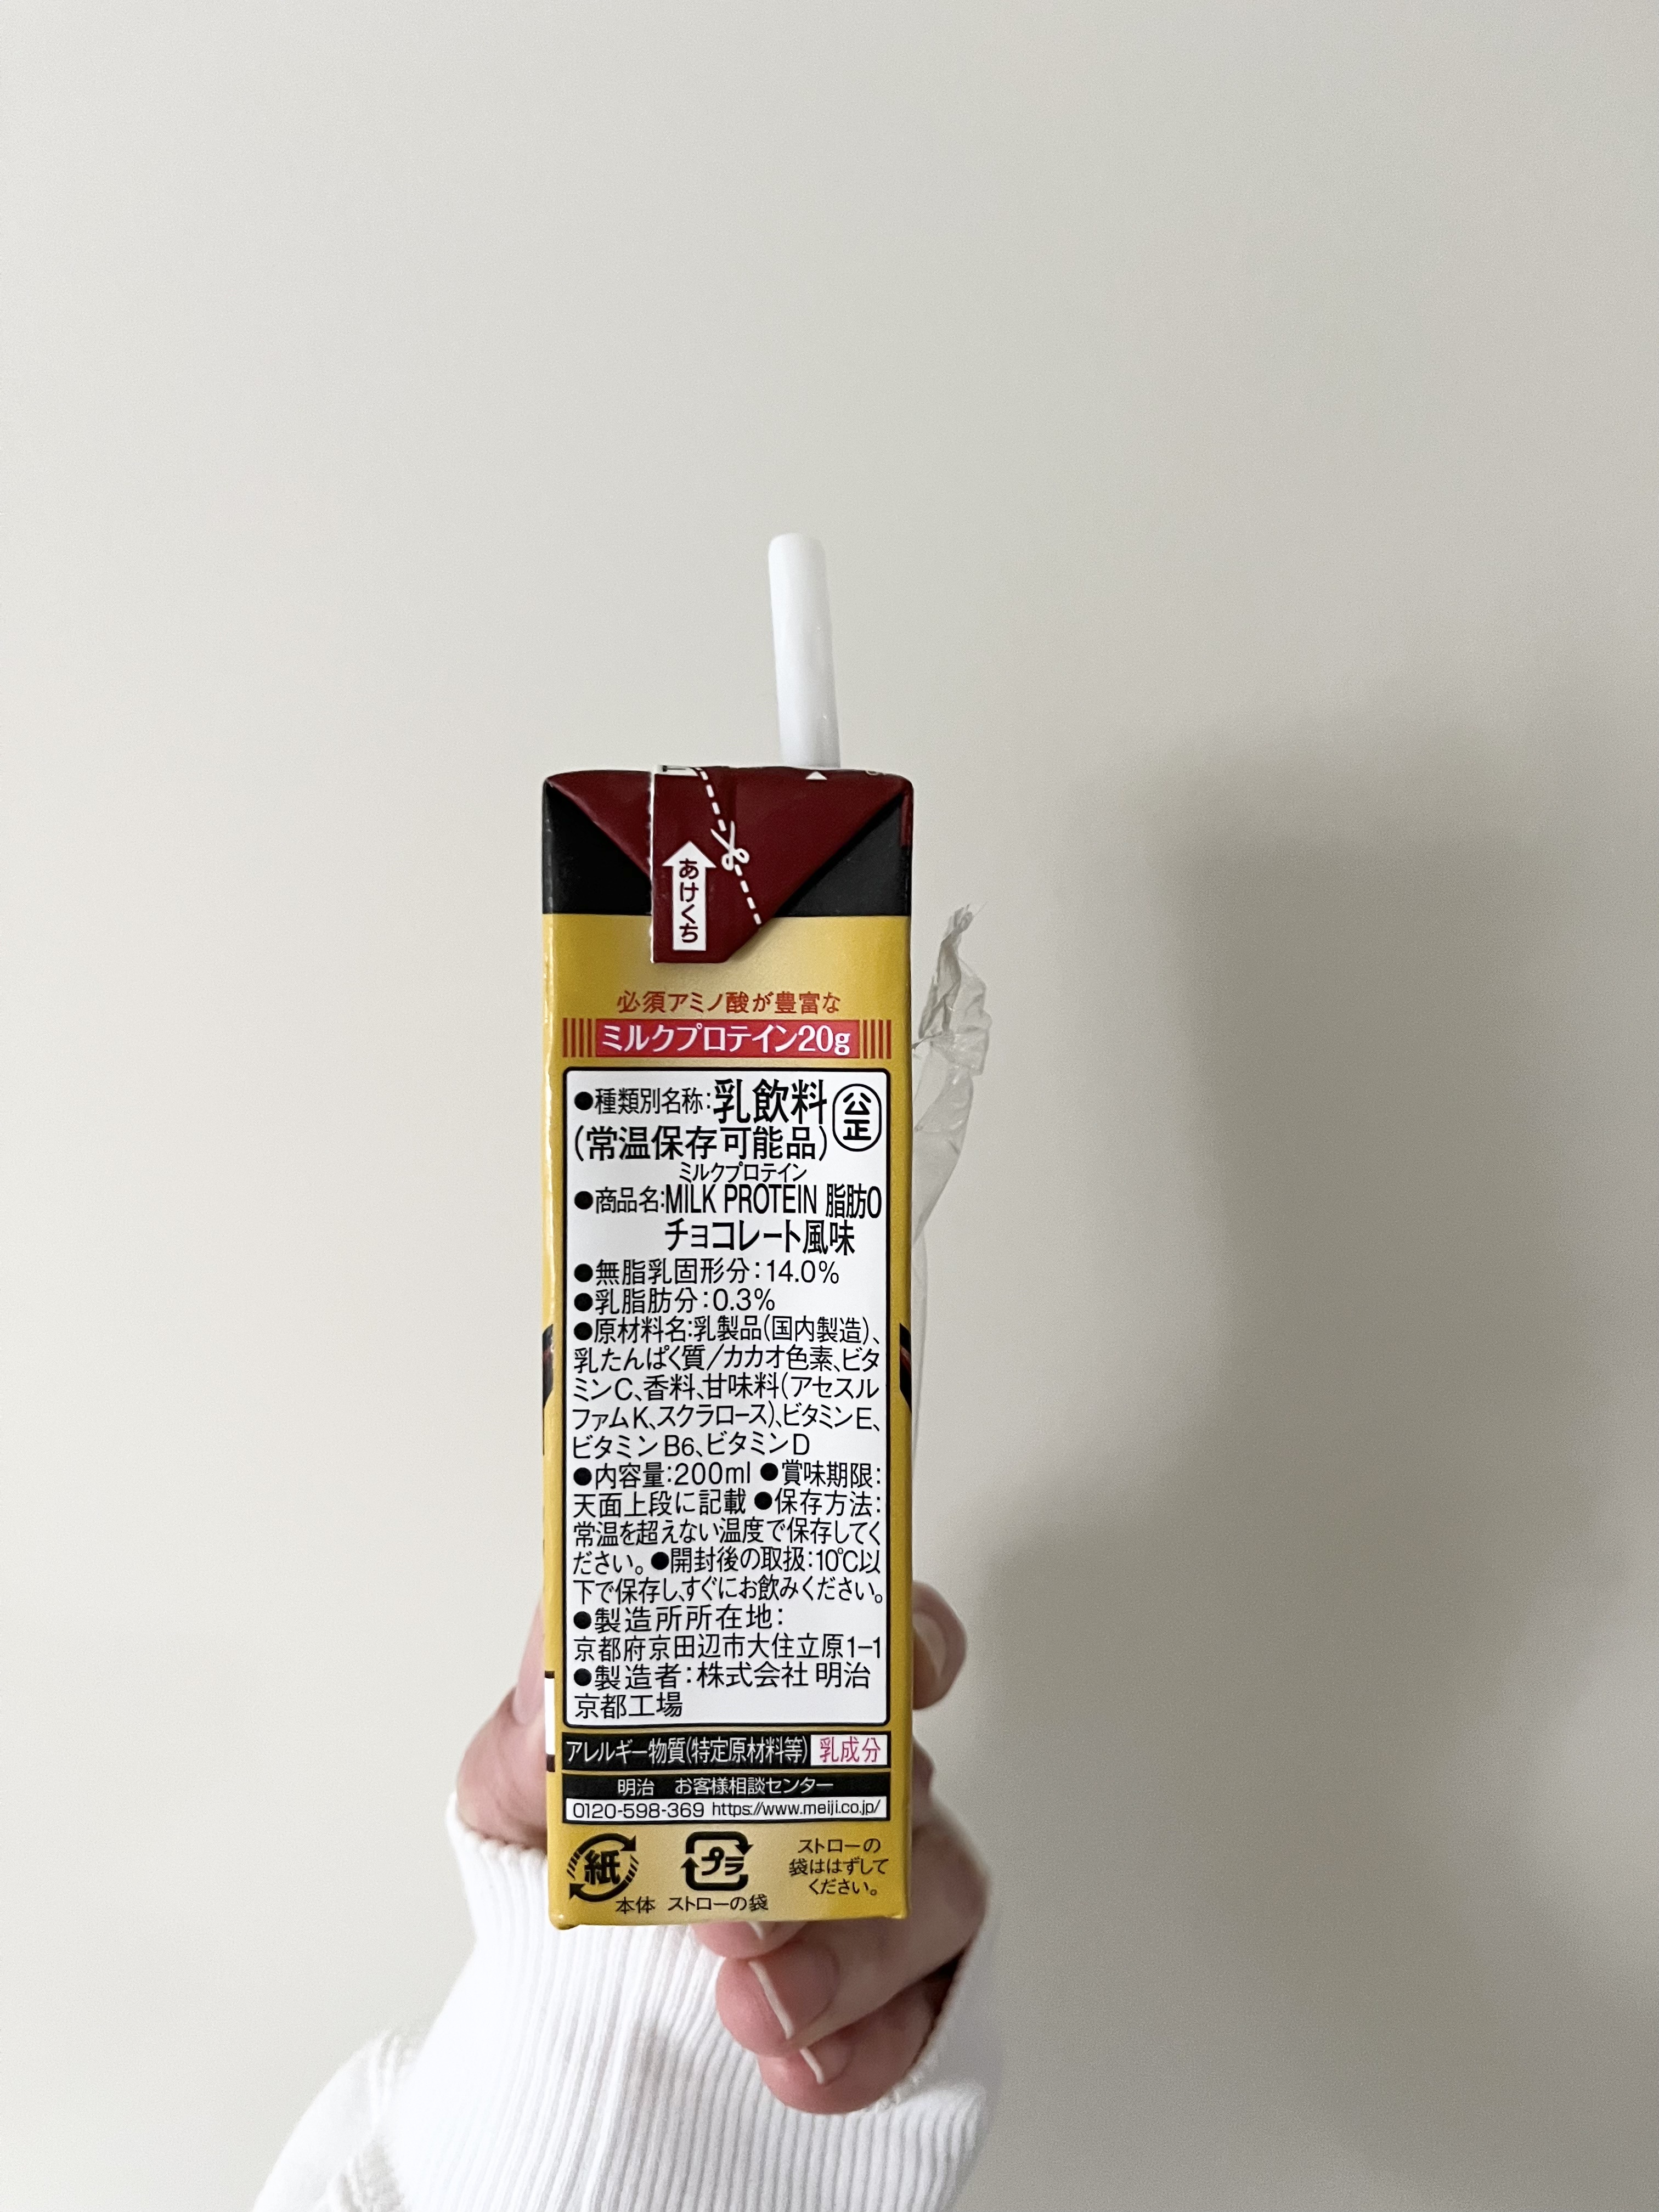 あけくち
必須アミノ酸が豊富な
ミルクプロテイン20g
●種類別名称:乳飲料
公正
(常温保存可能品)
ミルクプロテイン
●商品名:MILK PROTEIN 脂肪0
チョコレート風味
●無脂乳固形分:14.0%
●乳脂肪分:0.3%
●原材料名:乳製品(国内製造)、
乳たんぱく質/カカオ色素、ビタ
ミンC、香料、甘味料(アセスル
ファムK、スクラロース)、ビタミンE、
ビタミンB6、ビタミンD
●内容量:200ml ●賞味期限:
天面上段に記載 ●保存方法:
常温を超えない温度で保存してく
ださい。●開封後の取扱:10℃以
下で保存し、すぐにお飲みください。
●製造所所在地:
京都府京田辺市大住立原1-1
●製造者:株式会社 明治
京都工場
アレルギー物質(特定原材料等) 乳成分
明治 お客様相談センター
0120-598-369 https://www.meiji.co.jp/
紙
本体
プラ
ストローの袋
ストローの
袋ははずして
ください。